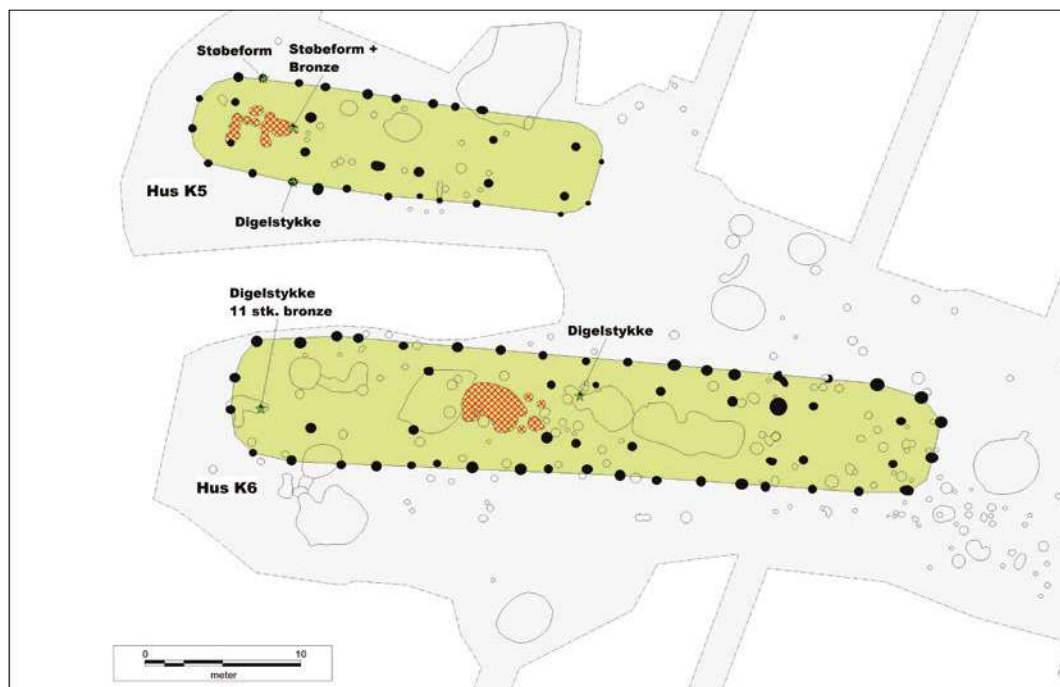 Støbeform
Støbeform +
Bronze
Hus K5
Digelstykke
Digelstykke
11 stk. bronze
Digelstykke
Hus K6
0 10
meter